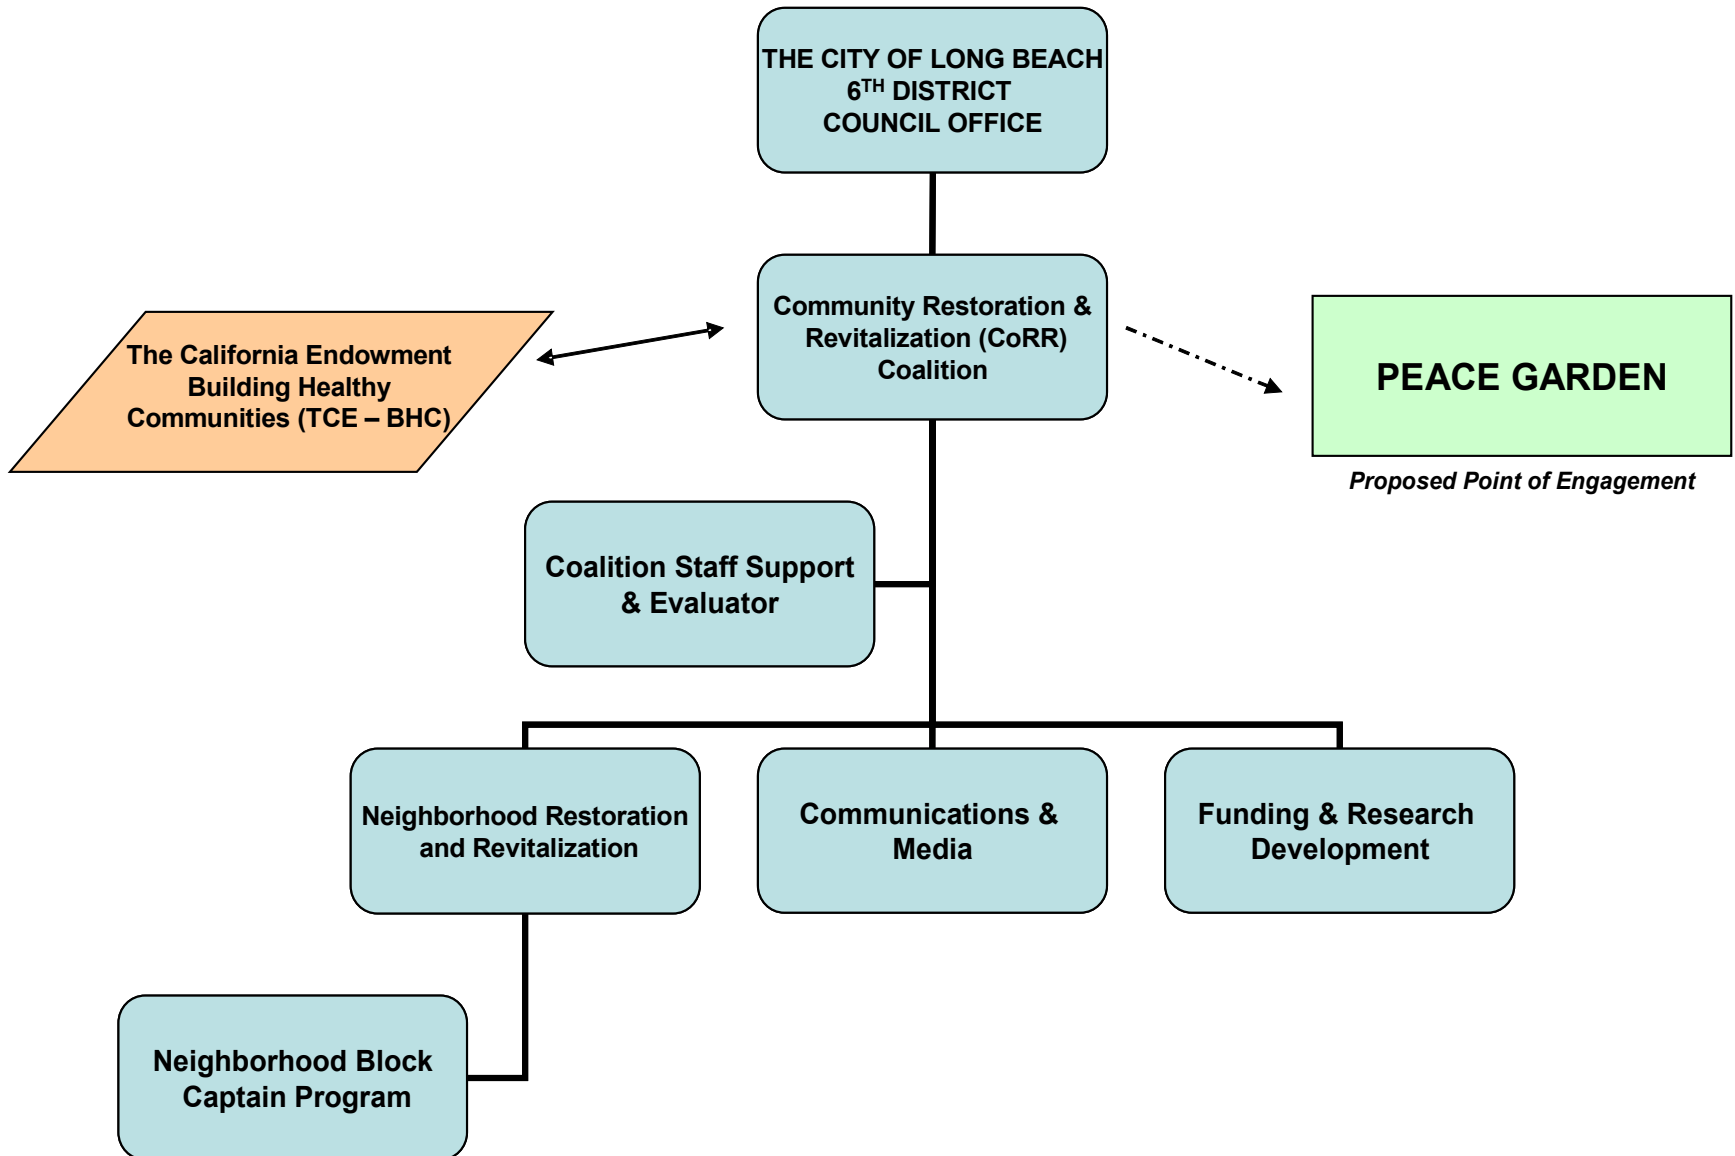 THE CITY OF LONG BEACH
6TH DISTRICT
COUNCIL OFFICE
Community Restoration &
Revitalization (CoRR)
Coalition
The California Endowment
Building Healthy
Communities (TCE – BHC)
PEACE GARDEN
Proposed Point of Engagement
Coalition Staff Support
& Evaluator
Neighborhood Restoration
and Revitalization
Communications &
Media
Funding & Research
Development
Neighborhood Block
Captain Program